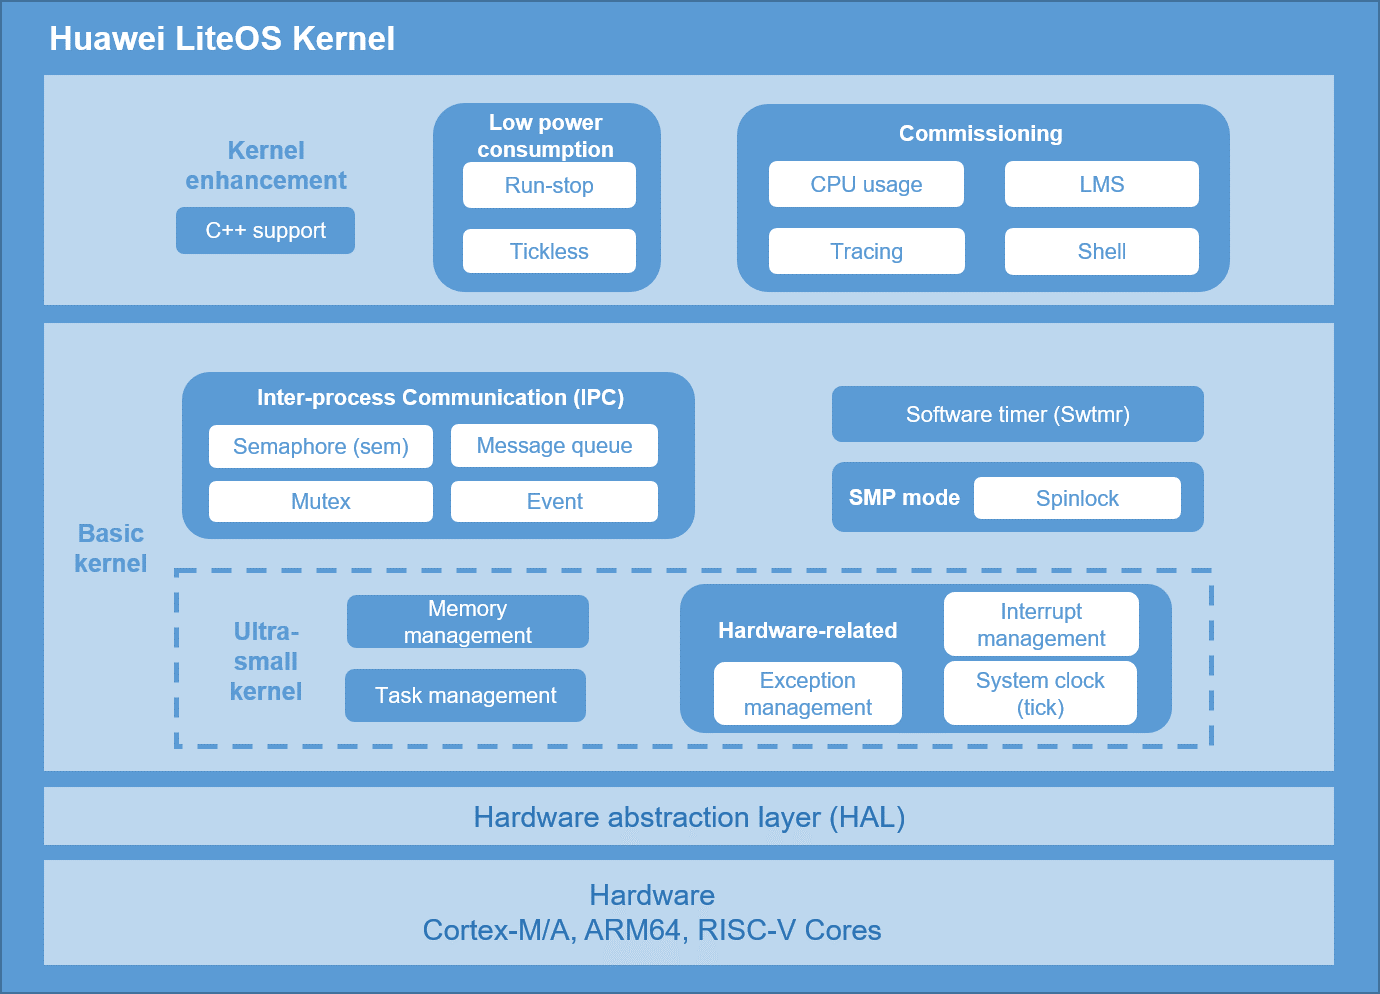 Huawei LiteOS Kernel
Kernel
enhancement
C++ support
Low power
consumption
Run-stop
Tickless
Commissioning
CPU usage
LMS
Tracing
Shell
Basic
kernel
Inter-process Communication (IPC)
Semaphore (sem)
Message queue
Mutex
Event
Software timer (Swtmr)
SMP mode
Spinlock
Ultra-
small
kernel
Memory
management
Task management
Hardware-related
Interrupt
management
Exception
management
System clock
(tick)
Hardware abstraction layer (HAL)
Hardware
Cortex-M/A, ARM64, RISC-V Cores